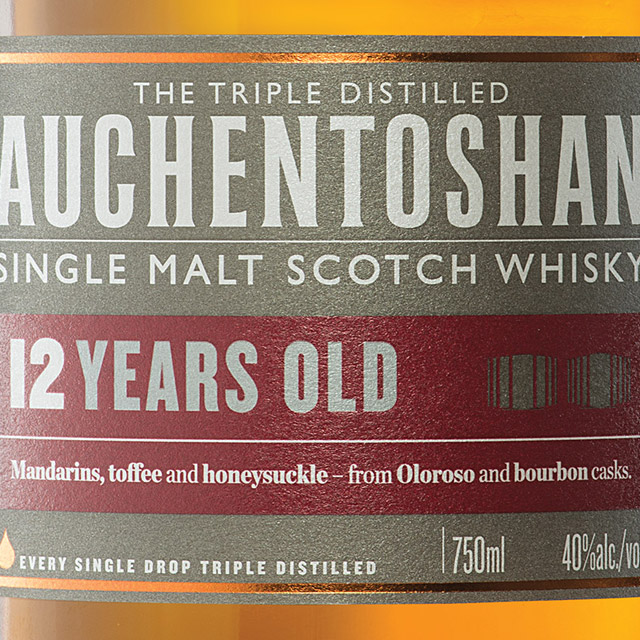 THE TRIPLE DISTILLED
AUCHENTOSHAN
SINGLE MALT SCOTCH WHISKY
12 YEARS OLD
Mandarins, toffee and honeysuckle – from Oloroso and bourbon casks.
EVERY SINGLE DROP TRIPLE DISTILLED
750ml
40%alc./vo